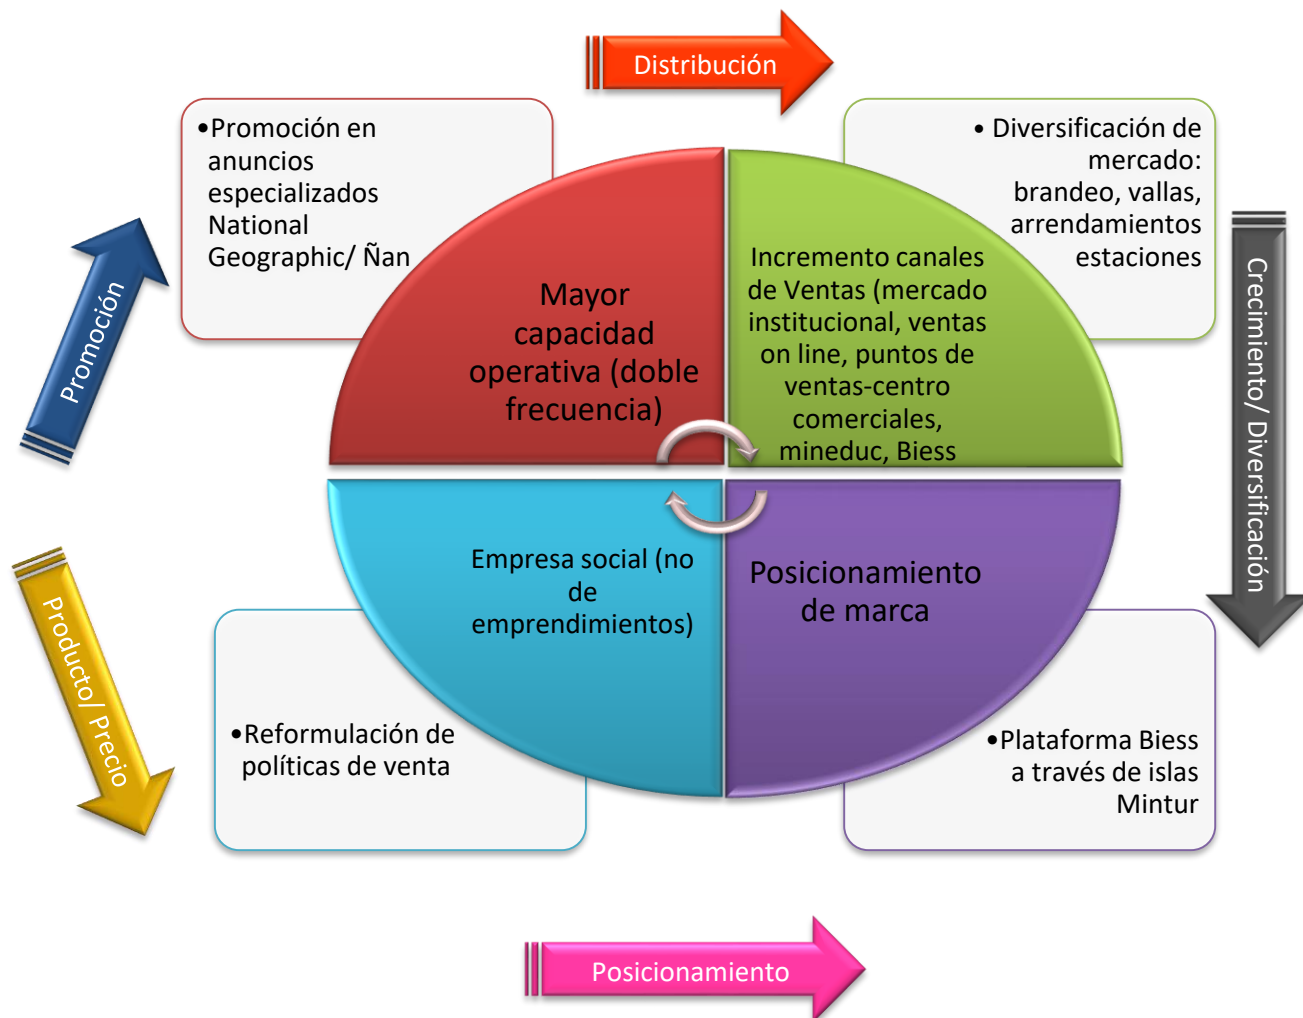 Distribución
•Promoción en
anuncios
especializados
National
Geographic/ Ñan
• Diversificación de
mercado:
brandeo, vallas,
arrendamientos
estaciones
Promoción
Mayor
capacidad
operativa (doble
frecuencia)
Incremento canales
de Ventas (mercado
institucional, ventas
on line, puntos de
ventas-centro
comerciales,
mineduc, Biess
Crecimiento/ Diversificación
Producto/ Precio
Empresa social (no
de
emprendimientos)
Posicionamiento
de marca
•Reformulación de
políticas de venta
•Plataforma Biess
a través de islas
Mintur
Posicionamiento